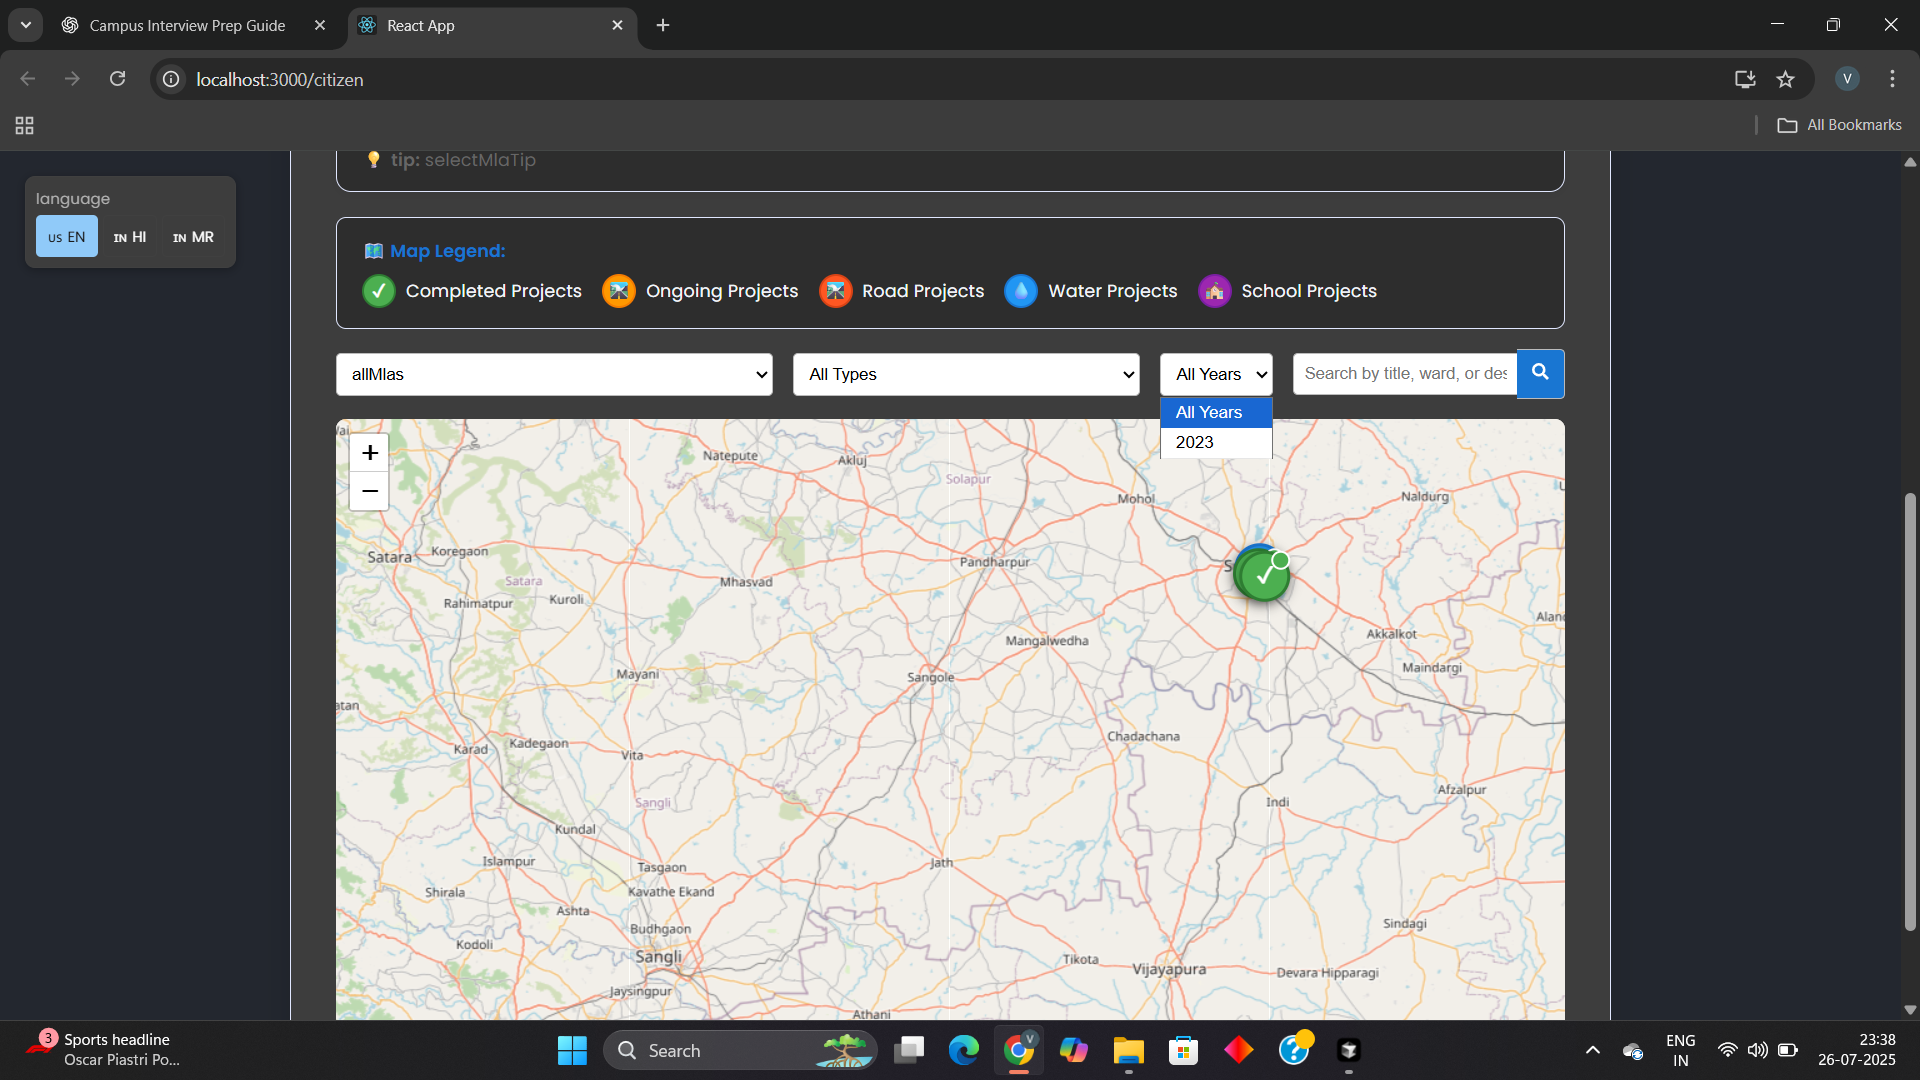 Campus Interview Prep Guide
React App
localhost:3000/citizen
V
All Bookmarks
tip: selectMlaTip
language
US EN
IN HI
IN MR
Map Legend:
Completed Projects
Ongoing Projects
Road Projects
Water Projects
School Projects
allMlas
All Types
All Years
Search by title, ward, or des
All Years
2023
+
−
Natepute
Akluj
Solapur
Mohol
Naldurg
Satara
Koregaon
Pandharpur
Satara
Mhasvad
Rahimatpur
Kuroli
Mangalwedha
Akkalkot
Alan
Maindargi
Mayani
Sangole
atan
Karad
Kadegaon
Vita
Chadachana
Sangli
Indi
Afzalpur
Kundal
Islampur
Tasgaon
Jath
Shirala
Kavathe Ekand
Ashta
Budhgaon
Sindagi
Kodoli
Sangli
Tikota
Vijayapura
Devara Hipparagi
Jaysingpur
Athani
3
Sports headline
Oscar Piastri Po...
Search
V
ENG
IN
23:38
26-07-2025